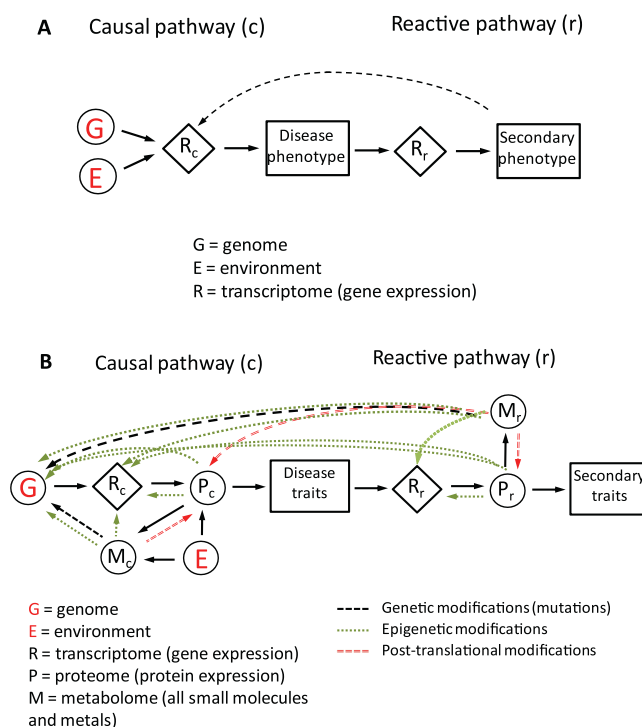 A
Causal pathway (c)
Reactive pathway (r)
G
E
Rc
Disease
phenotype
Rr
Secondary
phenotype
G = genome
E = environment
R = transcriptome (gene expression)
B
Causal pathway (c)
Reactive pathway (r)
Mr
G
Rc
Pc
Disease
traits
Rr
Pr
Secondary
traits
Mc
E
G = genome
E = environment
R = transcriptome (gene expression)
P = proteome (protein expression)
M = metabolome (all small molecules
and metals)
Genetic modifications (mutations)
Epigenetic modifications
Post-translational modifications